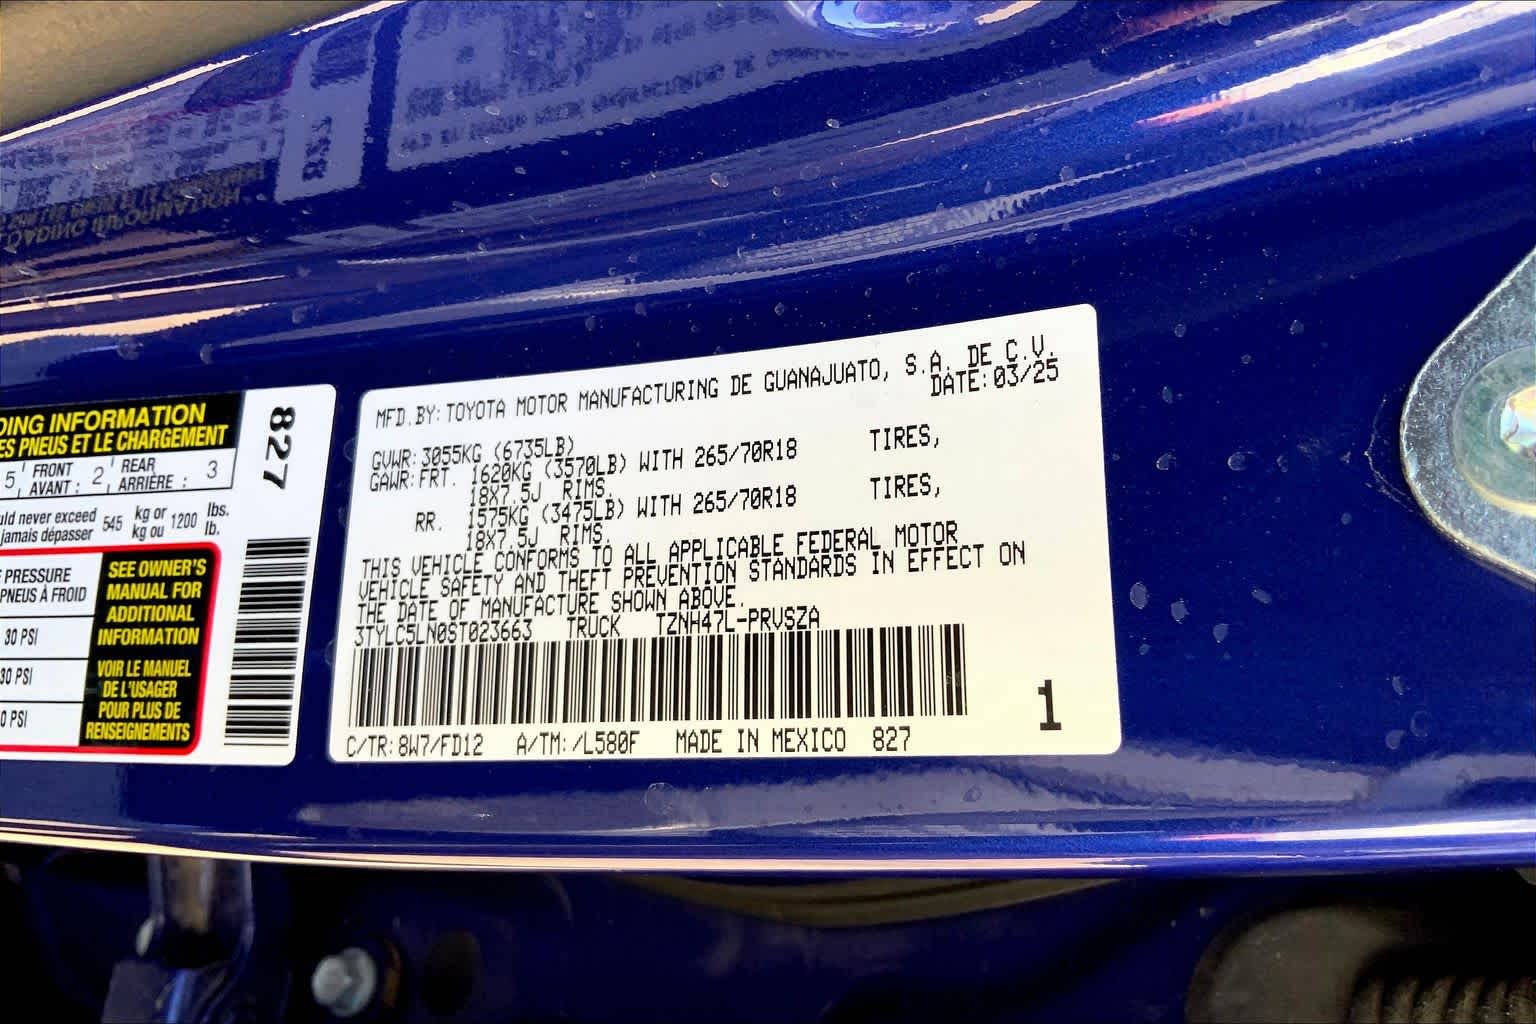 DING INFORMATION
ES PNEUS ET LE CHARGEMENT
827
5 FRONT AVANT : 2 REAR ARRIÈRE : 3
uld never exceed 545 kg or 1200 lbs.
jamais dépasser kg ou lb.
PRESSURE
PNEUS À FROID
30 PSI
30 PSI
0 PSI
SEE OWNER'S
MANUAL FOR
ADDITIONAL
INFORMATION
VOIR LE MANUEL
DE L'USAGER
POUR PLUS DE
RENSEIGNEMENTS
MFD.BY:TOYOTA MOTOR MANUFACTURING DE GUANAJUATO, S.A. DE C.V.
DATE:03/25
GVWR:3055KG (6735LB)
GAWR:FRT. 1620KG (3570LB) WITH 265/70R18 TIRES,
18X7.5J RIMS.
RR. 1575KG (3475LB) WITH 265/70R18 TIRES,
18X7.5J RIMS.
THIS VEHICLE CONFORMS TO ALL APPLICABLE FEDERAL MOTOR
VEHICLE SAFETY AND THEFT PREVENTION STANDARDS IN EFFECT ON
THE DATE OF MANUFACTURE SHOWN ABOVE.
3TYLC5LN0ST023663 TRUCK TZNH47L-PRVSZA
1
C/TR:8W7/FD12 A/TM:/L580F MADE IN MEXICO 827